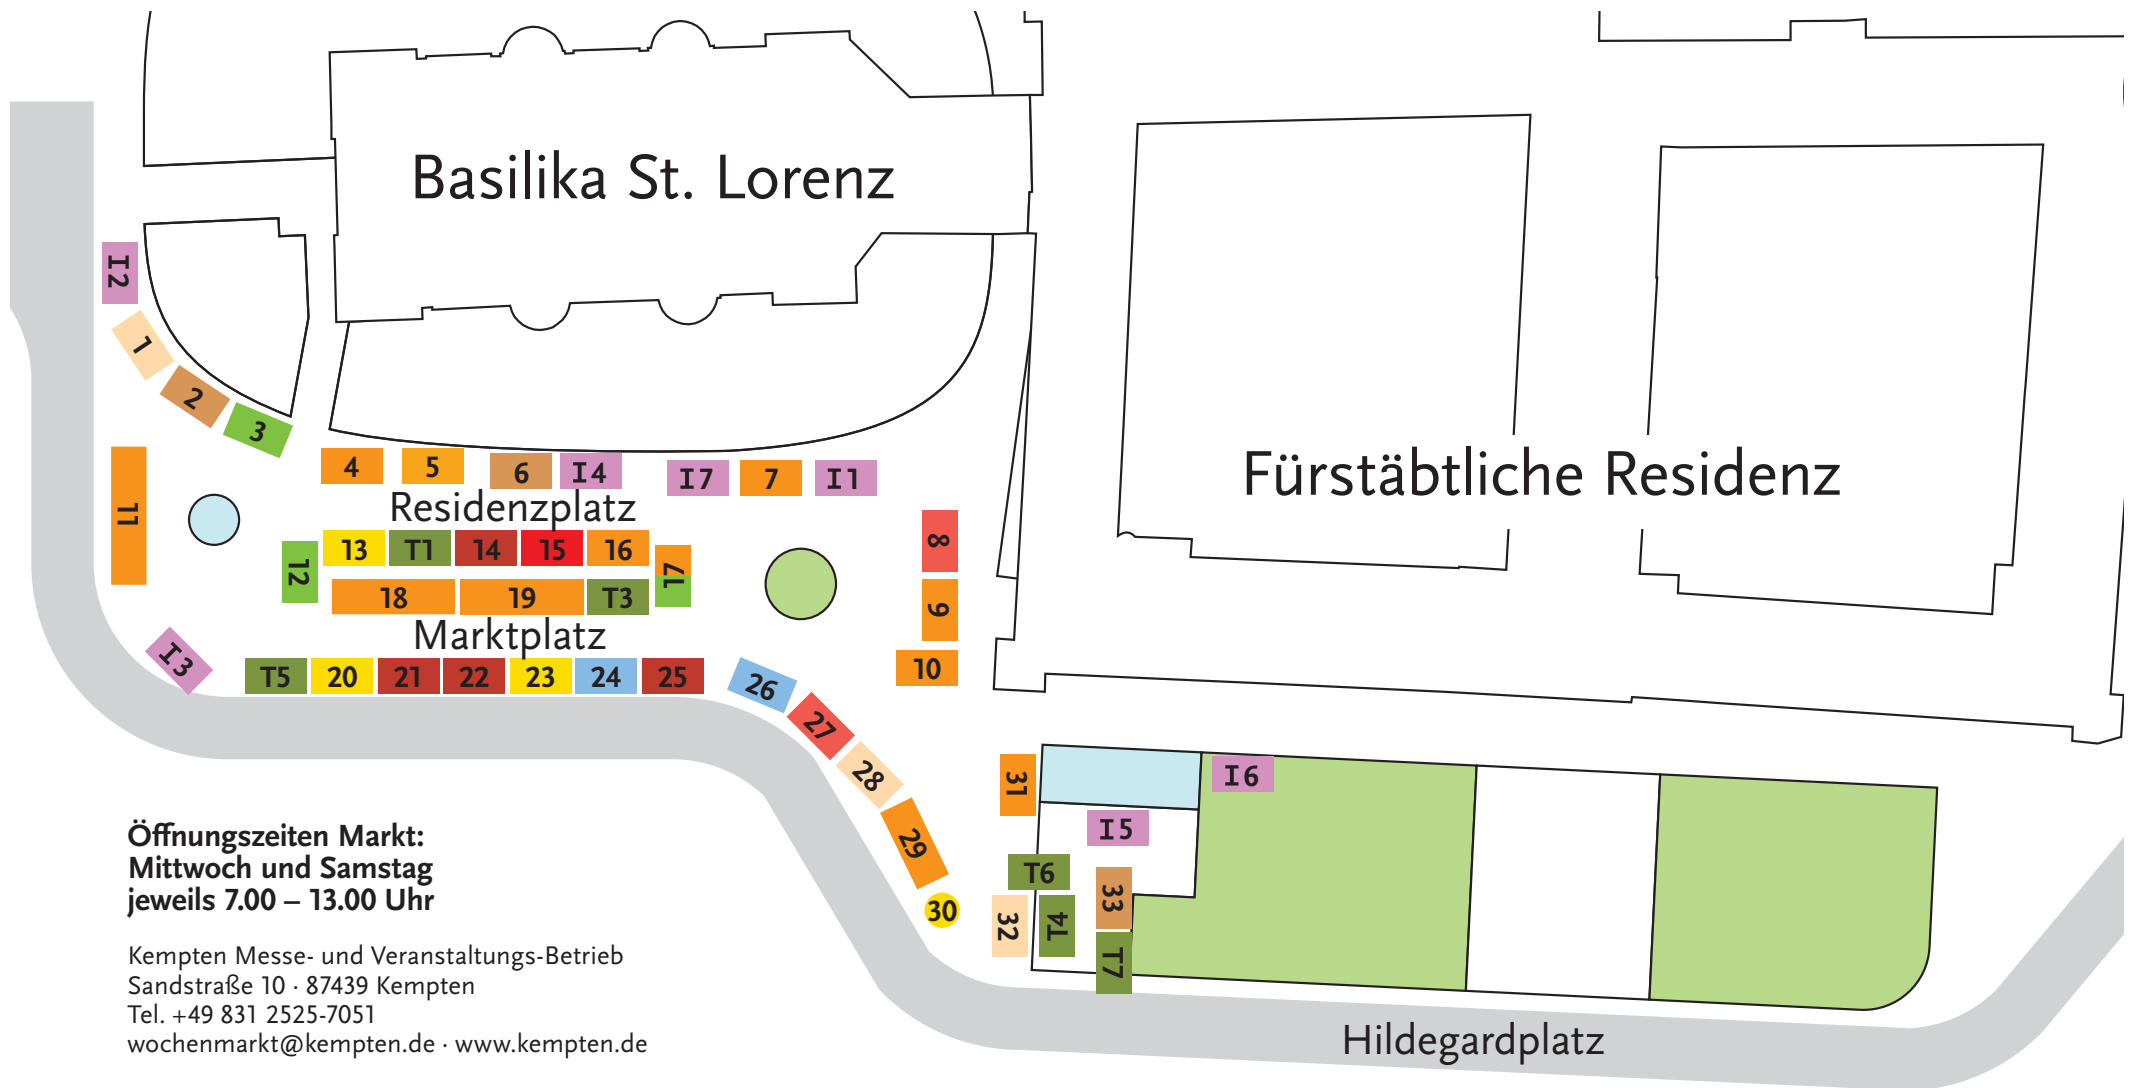 Basilika St. Lorenz
I2
1
2
3
Fürstäbtliche Residenz
4 5 6 I4 I7 7 I1
11
Residenzplatz
8
13 T1 14 15 16
12 17
18 19 T3
9
Marktplatz
I3
10
T5 20 21 22 23 24 25
26
27
28
29
30
31
I6
I5
T6
33
32
T4
T7
Öffnungszeiten Markt:
Mittwoch und Samstag
jeweils 7.00 – 13.00 Uhr
Kempten Messe- und Veranstaltungs-Betrieb
Sandstraße 10 · 87439 Kempten
Tel. +49 831 2525-7051
wochenmarkt@kempten.de · www.kempten.de
Hildegardplatz